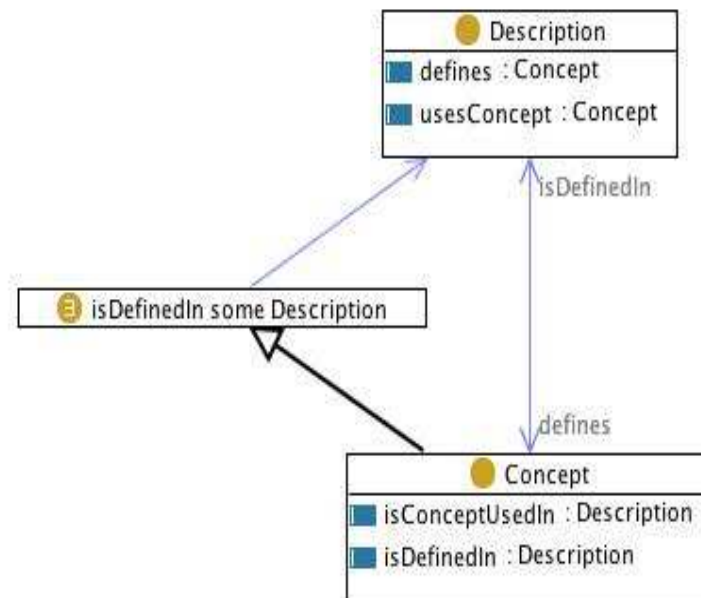 Description
defines : Concept
usesConcept : Concept
isDefinedIn
∃ isDefinedIn some Description
defines
Concept
isConceptUsedIn : Description
isDefinedIn : Description